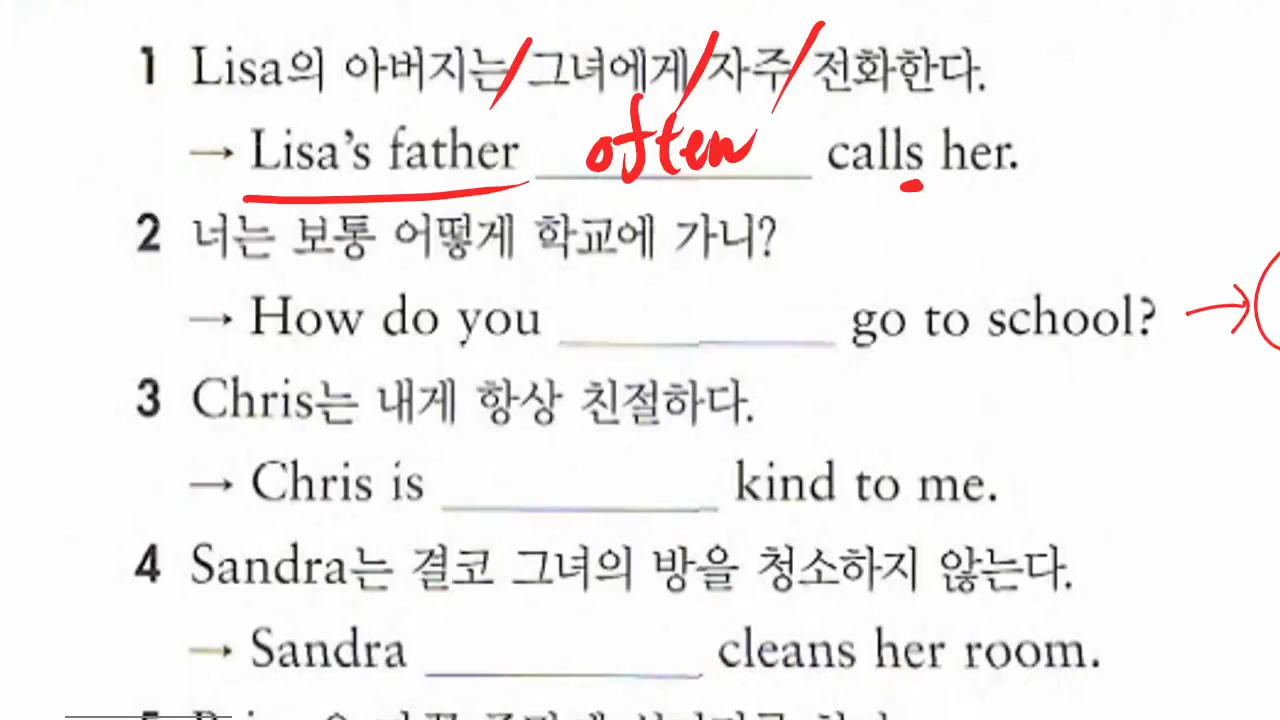 1 Lisa의 아버지는/그녀에게/자주/전화한다.
→ Lisa's father often calls her.
2 너는 보통 어떻게 학교에 가니?
→ How do you ________ go to school? →
3 Chris는 내게 항상 친절하다.
→ Chris is ________ kind to me.
4 Sandra는 결코 그녀의 방을 청소하지 않는다.
→ Sandra ________ cleans her room.